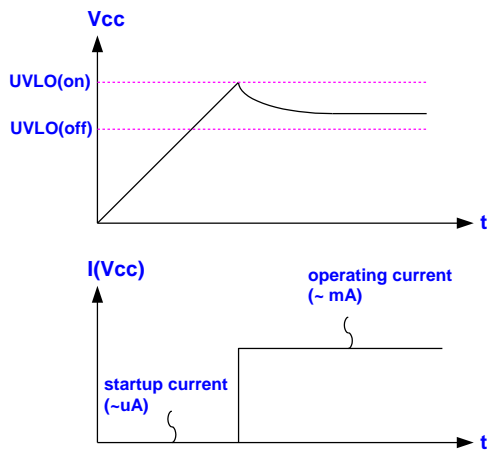 Vcc
UVLO(on)
UVLO(off)
t
I(Vcc)
operating current
(~ mA)
startup current
(~uA)
t